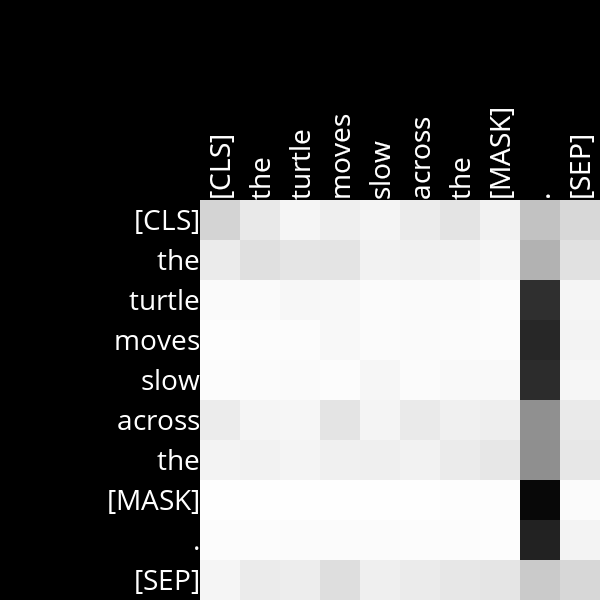 [CLS] the turtle moves slow across the [MASK] . [SEP]
[CLS]
the
turtle
moves
slow
across
the
[MASK]
.
[SEP]